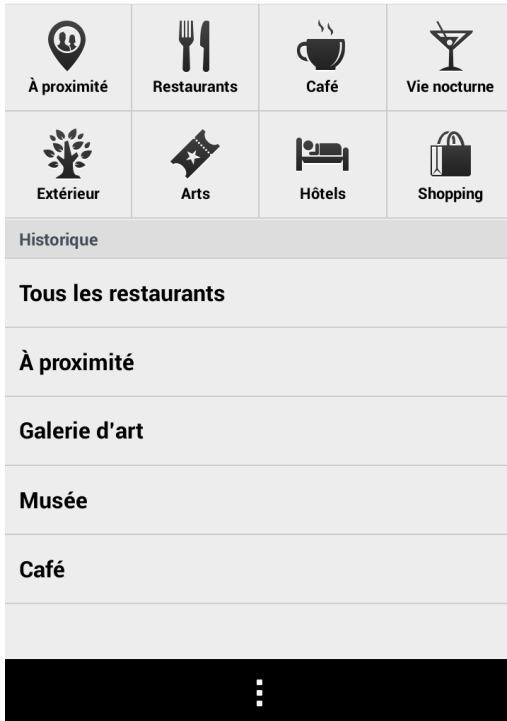 À proximité
Restaurants
Café
Vie nocturne
Extérieur
Arts
Hôtels
Shopping
Historique
Tous les restaurants
À proximité
Galerie d'art
Musée
Café